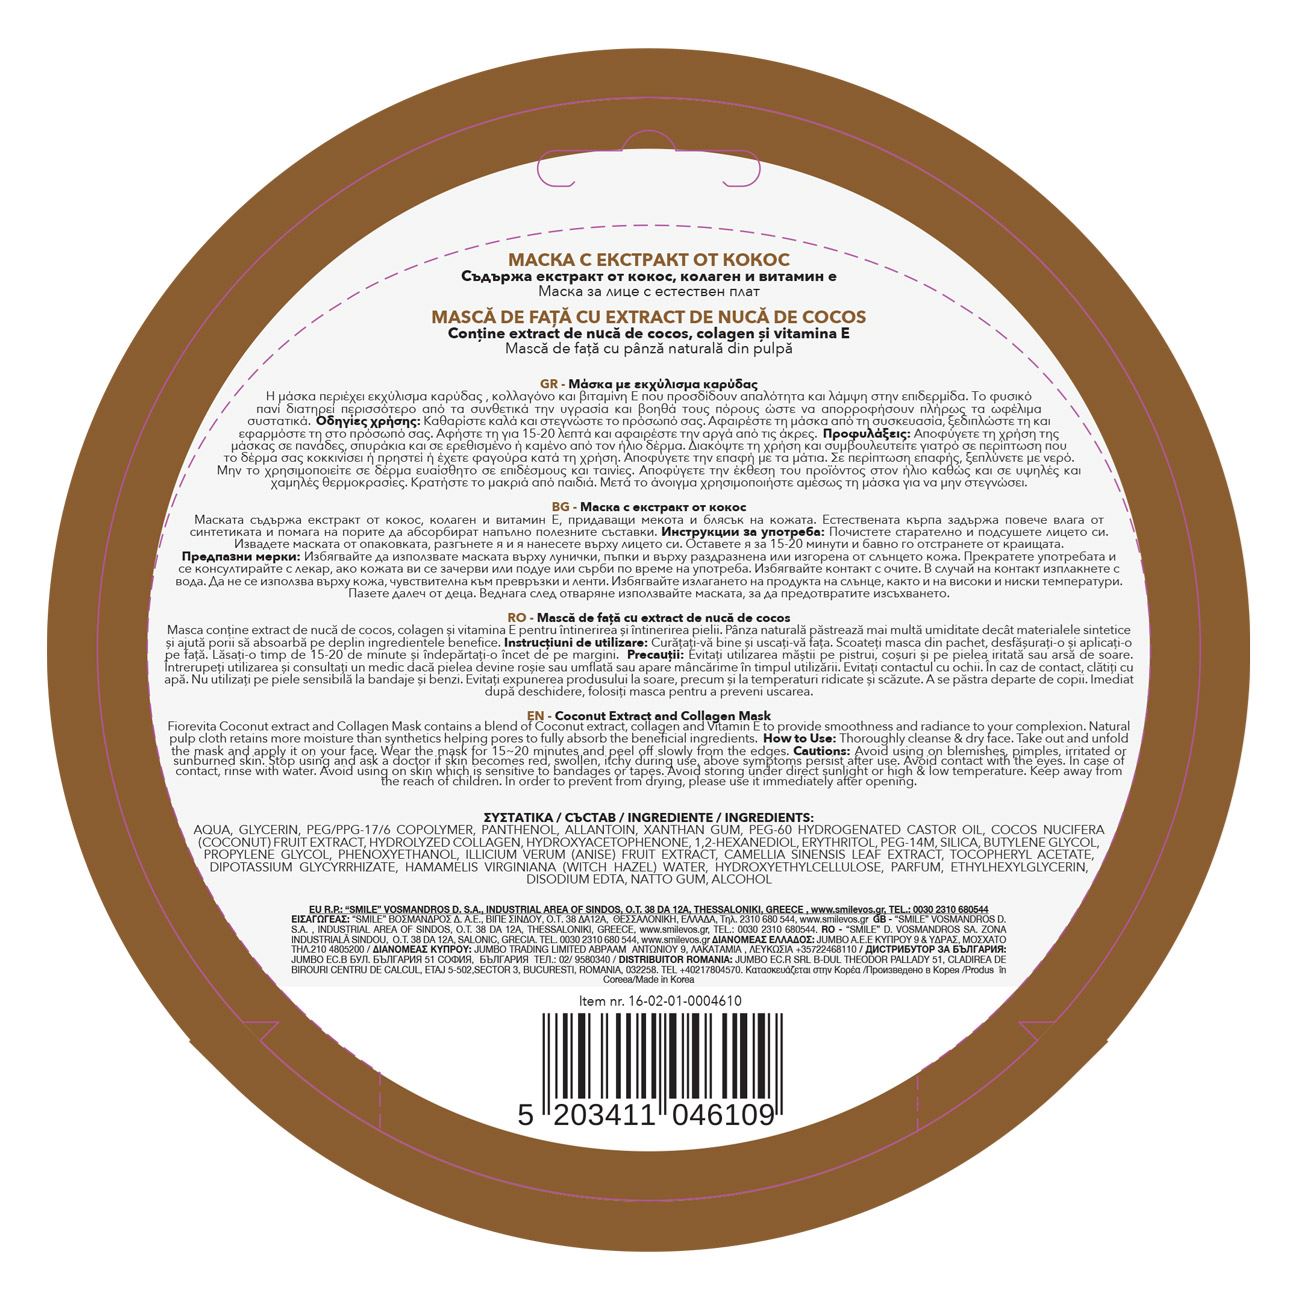 МАСКА С ЕКСТРАКТ ОТ КОКОС
Съдържа екстракт от кокос, колаген и витамин е
Маска за лице с естествен плат
MASCĂ DE FAȚĂ CU EXTRACT DE NUCĂ DE COCOS
Conține extract de nucă de cocos, colagen și vitamina E
Mască de față cu pânză naturală din pulpă
GR - Μάσκα με εκχύλισμα καρύδας
Η μάσκα περιέχει εκχύλισμα καρύδας , κολλαγόνο και βιταμίνη Ε που προσδίδουν απαλότητα και λάμψη στην επιδερμίδα. Το φυσικό
πανί διατηρεί περισσότερο από τα συνθετικά την υγρασία και βοηθά τους πόρους ώστε να απορροφήσουν πλήρως τα ωφέλιμα
συστατικά. Οδηγίες χρήσης: Καθαρίστε καλά και στεγνώστε το πρόσωπό σας. Αφαιρέστε τη μάσκα από τη συσκευασία, ξεδιπλώστε τη και
εφαρμόστε τη στο πρόσωπό σας. Αφήστε τη για 15-20 λεπτά και αφαιρέστε την αργά από τις άκρες. Προφυλάξεις: Αποφύγετε τη χρήση της
μάσκας σε πανάδες, σπυράκια και σε ερεθισμένο ή καμένο από τον ήλιο δέρμα. Διακόψτε τη χρήση και συμβουλευτείτε γιατρό σε περίπτωση που
το δέρμα σας κοκκινίσει ή πρηστεί ή έχετε φαγούρα κατά τη χρήση. Αποφύγετε την επαφή με τα μάτια. Σε περίπτωση επαφής, ξεπλύνετε με νερό.
Μην το χρησιμοποιείτε σε δέρμα ευαίσθητο σε επιδέσμους και ταινίες. Αποφύγετε την έκθεση του προϊόντος στον ήλιο καθώς και σε υψηλές και
χαμηλές θερμοκρασίες. Κρατήστε το μακριά από παιδιά. Μετά το άνοιγμα χρησιμοποιήστε αμέσως τη μάσκα για να μην στεγνώσει.
BG - Маска с екстракт от кокос
Маската съдържа екстракт от кокос, колаген и витамин Е, придаващи мекота и блясък на кожата. Естествената кърпа задържа повече влага от
синтетиката и помага на порите да абсорбират напълно полезните съставки. Инструкции за употреба: Почистете старателно и подсушете лицето си.
Извадете маската от опаковката, разгънете я и я нанесете върху лицето си. Оставете я за 15-20 минути и бавно го отстранете от краищата.
Предпазни мерки: Избягвайте да използвате маската върху лунички, пъпки и върху раздразнена или изгорена от слънцето кожа. Прекратете употребата и
се консултирайте с лекар, ако кожата ви се зачерви или подуе или сърби по време на употреба. Избягвайте контакт с очите. В случай на контакт изплакнете с
вода. Да не се използва върху кожа, чувствителна към превръзки и ленти. Избягвайте излагането на продукта на слънце, както и на високи и ниски температури.
Пазете далеч от деца. Веднага след отваряне използвайте маската, за да предотвратите изсъхването.
RO - Mască de față cu extract de nucă de cocos
Masca conține extract de nucă de cocos, colagen și vitamina E pentru întinerirea și întinerirea pielii. Pânza naturală păstrează mai multă umiditate decât materialele sintetice
și ajută porii să absoarbă pe deplin ingredientele benefice. Instrucțiuni de utilizare: Curățați-vă bine și uscați-vă fața. Scoateți masca din pachet, desfășurați-o și aplicați-o
pe față. Lăsați-o timp de 15-20 de minute și îndepărtați-o încet de pe margini. Precauții: Evitați utilizarea măștii pe pistrui, coșuri și pe pielea iritată sau arsă de soare.
Întrerupeți utilizarea și consultați un medic dacă pielea devine roșie sau umflată sau apare mâncărime în timpul utilizării. Evitați contactul cu ochii. În caz de contact, clătiți cu
apă. Nu utilizați pe piele sensibilă la bandaje și benzi. Evitați expunerea produsului la soare, precum și la temperaturi ridicate și scăzute. A se păstra departe de copii. Imediat
după deschidere, folosiți masca pentru a preveni uscarea.
EN - Coconut Extract and Collagen Mask
Fiorevita Coconut extract and Collagen Mask contains a blend of Coconut extract, collagen and Vitamin E to provide smoothness and radiance to your complexion. Natural
pulp cloth retains more moisture than synthetics helping pores to fully absorb the beneficial ingredients. How to Use: Thoroughly cleanse & dry face. Take out and unfold
the mask and apply it on your face. Wear the mask for 15~20 minutes and peel off slowly from the edges. Cautions: Avoid using on blemishes, pimples, irritated or
sunburned skin. Stop using and ask a doctor if skin becomes red, swollen, itchy during use, above symptoms persist after use. Avoid contact with the eyes. In case of
contact, rinse with water. Avoid using on skin which is sensitive to bandages or tapes. Avoid storing under direct sunlight or high & low temperature. Keep away from
the reach of children. In order to prevent from drying, please use it immediately after opening.
ΣΥΣΤΑΤΙΚΑ / СЪСТАВ / INGREDIENTE / INGREDIENTS:
AQUA, GLYCERIN, PEG/PPG-17/6 COPOLYMER, PANTHENOL, ALLANTOIN, XANTHAN GUM, PEG-60 HYDROGENATED CASTOR OIL, COCOS NUCIFERA
(COCONUT) FRUIT EXTRACT, HYDROLYZED COLLAGEN, HYDROXYACETOPHENONE, 1,2-HEXANEDIOL, ERYTHRITOL, PEG-14M, SILICA, BUTYLENE GLYCOL,
PROPYLENE GLYCOL, PHENOXYETHANOL, ILLICIUM VERUM (ANISE) FRUIT EXTRACT, CAMELLIA SINENSIS LEAF EXTRACT, TOCOPHERYL ACETATE,
DIPOTASSIUM GLYCYRRHIZATE, HAMAMELIS VIRGINIANA (WITCH HAZEL) WATER, HYDROXYETHYLCELLULOSE, PARFUM, ETHYLHEXYLGLYCERIN,
DISODIUM EDTA, NATTO GUM, ALCOHOL
EU R.P.: "SMILE" VOSMANDROS D. S.A., INDUSTRIAL AREA OF SINDOS, O.T. 38 DA 12A, THESSALONIKI, GREECE , www.smilevos.gr, TEL.: 0030 2310 680544
ΕΙΣΑΓΩΓΕΑΣ: "SMILE" ΒΟΣΜΑΝΔΡΟΣ Δ. Α.Ε., ΒΙΠΕ ΣΙΝΔΟΥ, Ο.Τ. 38 ΔΑ12Α, ΘΕΣΣΑΛΟΝΙΚΗ, ΕΛΛΑΔΑ, Τηλ. 2310 680 544, www.smilevos.gr GB - "SMILE" VOSMANDROS D.
S.A. , INDUSTRIAL AREA OF SINDOS, O.T. 38 DA 12A, THESSALONIKI, GREECE, www.smilevos.gr, TEL.: 0030 2310 680544. RO - "SMILE" D. VOSMANDROS SA. ZONA
INDUSTRIALĂ SINDOU, O.T. 38 DA 12A, SALONIC, GRECIA. TEL. 0030 2310 680 544, www.smilevos.gr ΔΙΑΝΟΜΕΑΣ ΕΛΛΑΔΟΣ: JUMBO A.E.E ΚΥΠΡΟΥ 9 & ΥΔΡΑΣ, ΜΟΣΧΑΤΟ
ΤΗΛ.210 4805200 / ΔΙΑΝΟΜΕΑΣ ΚΥΠΡΟΥ: JUMBO TRADING LIMITED ΑΒΡΑΑΜ ΑΝΤΩΝΙΟΥ 9, ΛΑΚΑΤΑΜΙΑ , ΛΕΥΚΩΣΙΑ +35722468110 / ДИСТРИБУТОР ЗА БЪЛГАРИЯ:
JUMBO EC.B БУЛ. БЪЛГАРИЯ 51 СОФИЯ, БЪЛГАРИЯ ТЕЛ.: 02/ 9580340 / DISTRIBUITOR ROMANIA: JUMBO EC.R SRL B-DUL THEODOR PALLADY 51, CLADIREA DE
BIROURI CENTRU DE CALCUL, ETAJ 5-502,SECTOR 3, BUCURESTI, ROMANIA, 032258. TEL +40217804570. Κατασκευάζεται στην Κορέα /Произведено в Корея /Produs în
Coreea/Made in Korea
Item nr. 16-02-01-0004610
5 203411 046109